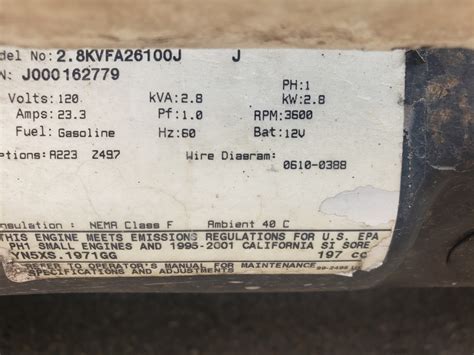 del No: 2.8KVFA26100J J
N: J000162779
PH: 1
Volts: 120 kVA: 2.8 kW: 2.8
Amps: 23.3 Pf: 1.0 RPM: 3600
Fuel: Gasoline Hz: 60 Bat: 12V
ptions: A223 Z497 Wire Diagram:
0610-0388
nsulation: NEMA Class F Ambient 40 C
THIS ENGINE MEETS EMISSIONS REGULATIONS FOR U.S. EPA
PH1 SMALL ENGINES AND 1995-2001 CALIFORNIA SI SORE
YN5XS.1971GG 197 cc
REFER TO OPERATOR'S MANUAL FOR MAINTENANCE
SPECIFICATIONS AND ADJUSTMENTS